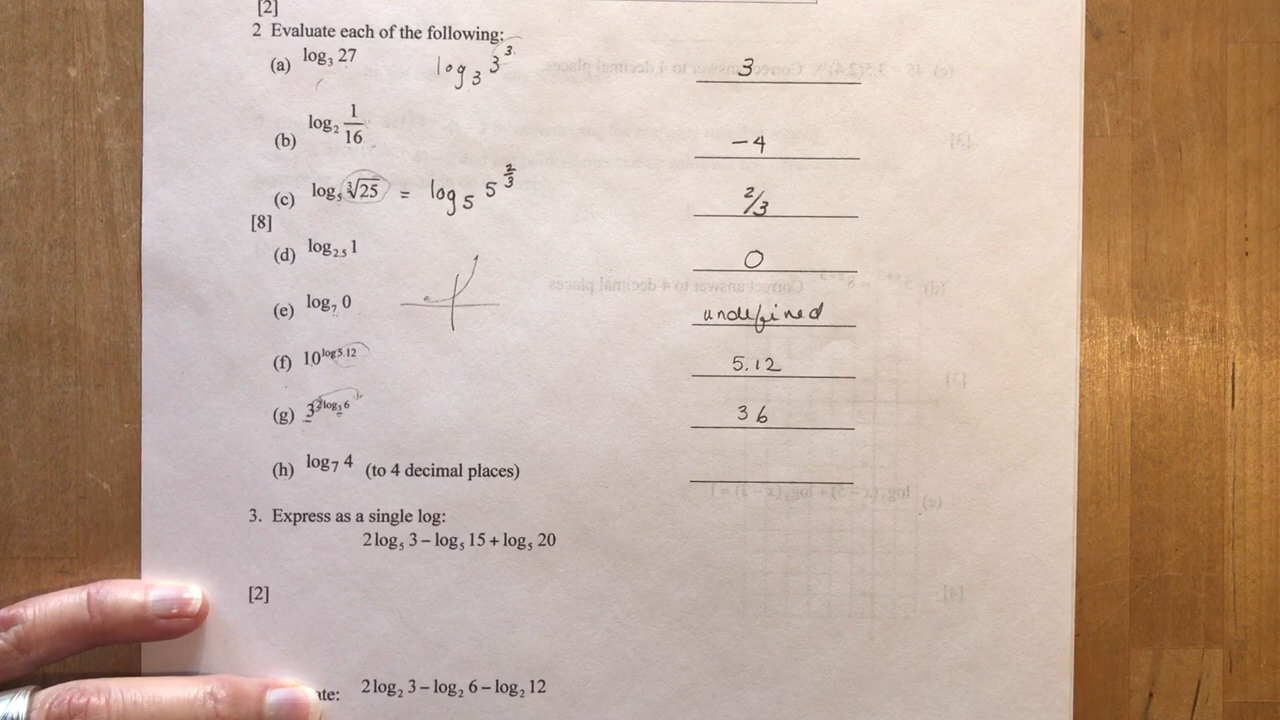 [2]
2 Evaluate each of the following:
(a) log₃ 27 log₃ 3³ 3
(b) log₂ 1/16 −4
(c) log₅ ∛25 = log₅ 5^(2/3) 2/3
[8]
(d) log₂.₅ 1 0
(e) log₇ 0 undefined
(f) 10^(log 5.12) 5.12
(g) 3^(2log₃ 6) 36
(h) log₇ 4 (to 4 decimal places)
3. Express as a single log:
2log₅ 3 − log₅ 15 + log₅ 20
[2]
2log₂ 3 − log₂ 6 − log₂ 12